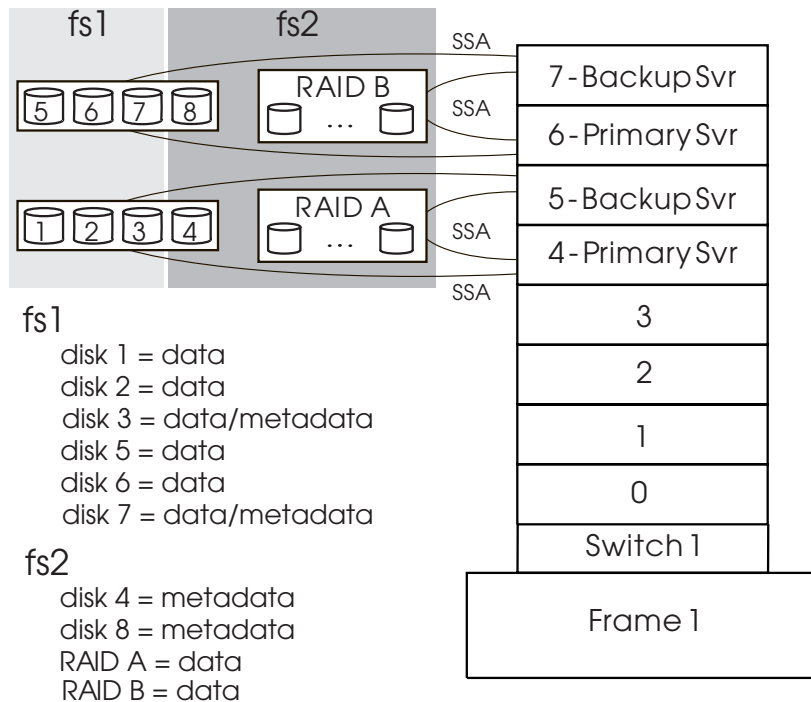 fs1 fs2
SSA
5 6 7 8
RAID B
...
SSA
1 2 3 4
RAID A
...
SSA
SSA
7-Backup Svr
6-Primary Svr
5-Backup Svr
4-Primary Svr
3
2
1
0
Switch 1
Frame 1
fs1
disk 1 = data
disk 2 = data
disk 3 = data/metadata
disk 5 = data
disk 6 = data
disk 7 = data/metadata
fs2
disk 4 = metadata
disk 8 = metadata
RAID A = data
RAID B = data